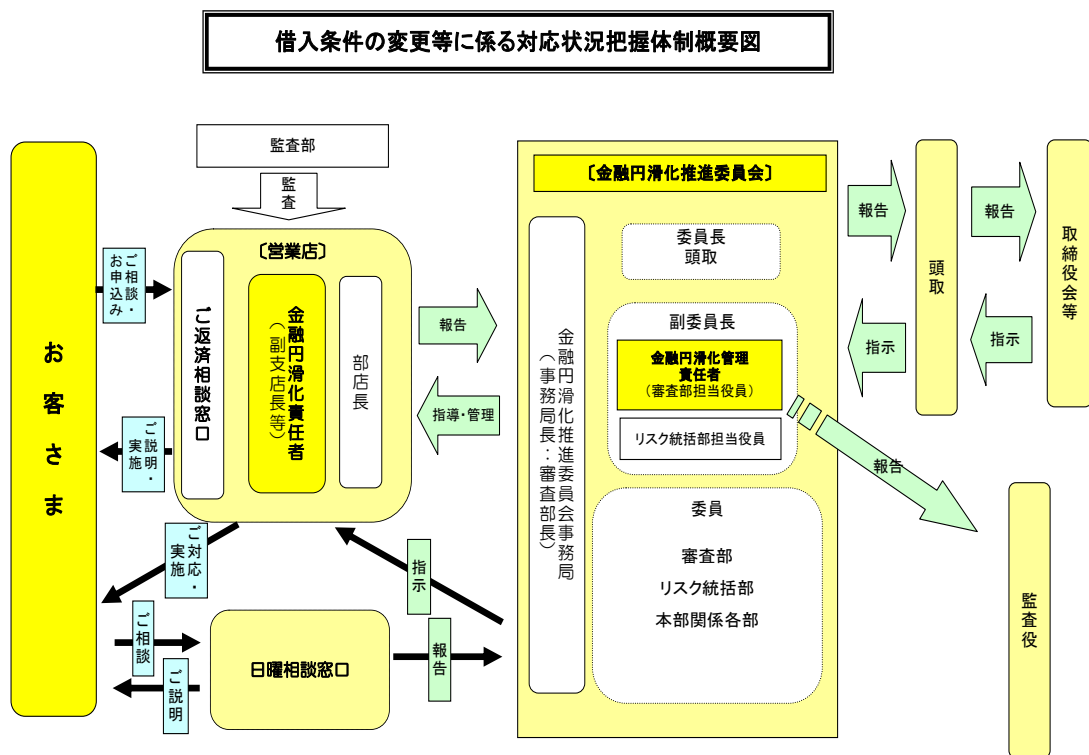 借入条件の変更等に係る対応状況把握体制概要図
監査部
監査
お客さま
ご相談・
お申込み
ご説明・
実施
ご対応・
実施
ご相談
ご説明
〔営業店〕
ご返済相談窓口
金融円滑化責任者
（副支店長等）
部店長
日曜相談窓口
報告
指導・管理
指示
報告
〔金融円滑化推進委員会〕
金融円滑化推進委員会事務局
（事務局長：審査部長）
委員長
頭取
副委員長
金融円滑化管理
責任者
（審査部担当役員）
リスク統括部担当役員
委員
審査部
リスク統括部
本部関係各部
報告
指示
頭取
報告
指示
取締役会等
報告
監査役